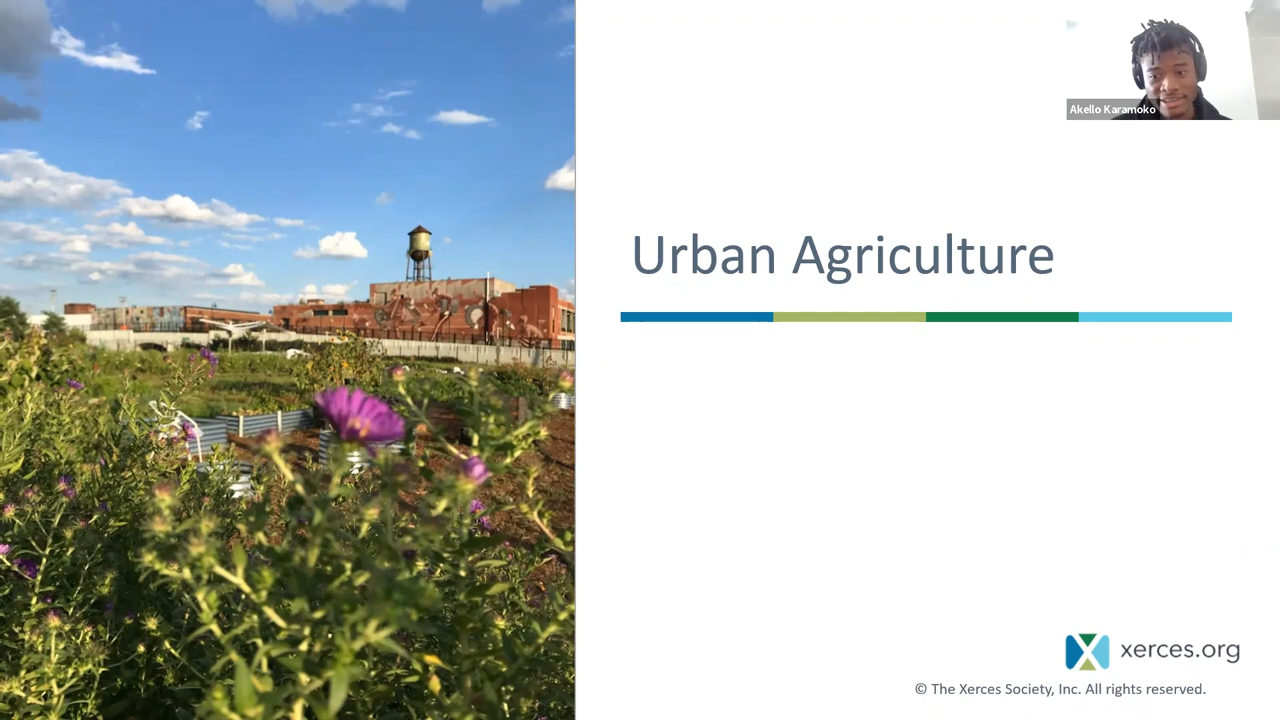 Akello Karamoko
Urban Agriculture
xerces.org
© The Xerces Society, Inc. All rights reserved.